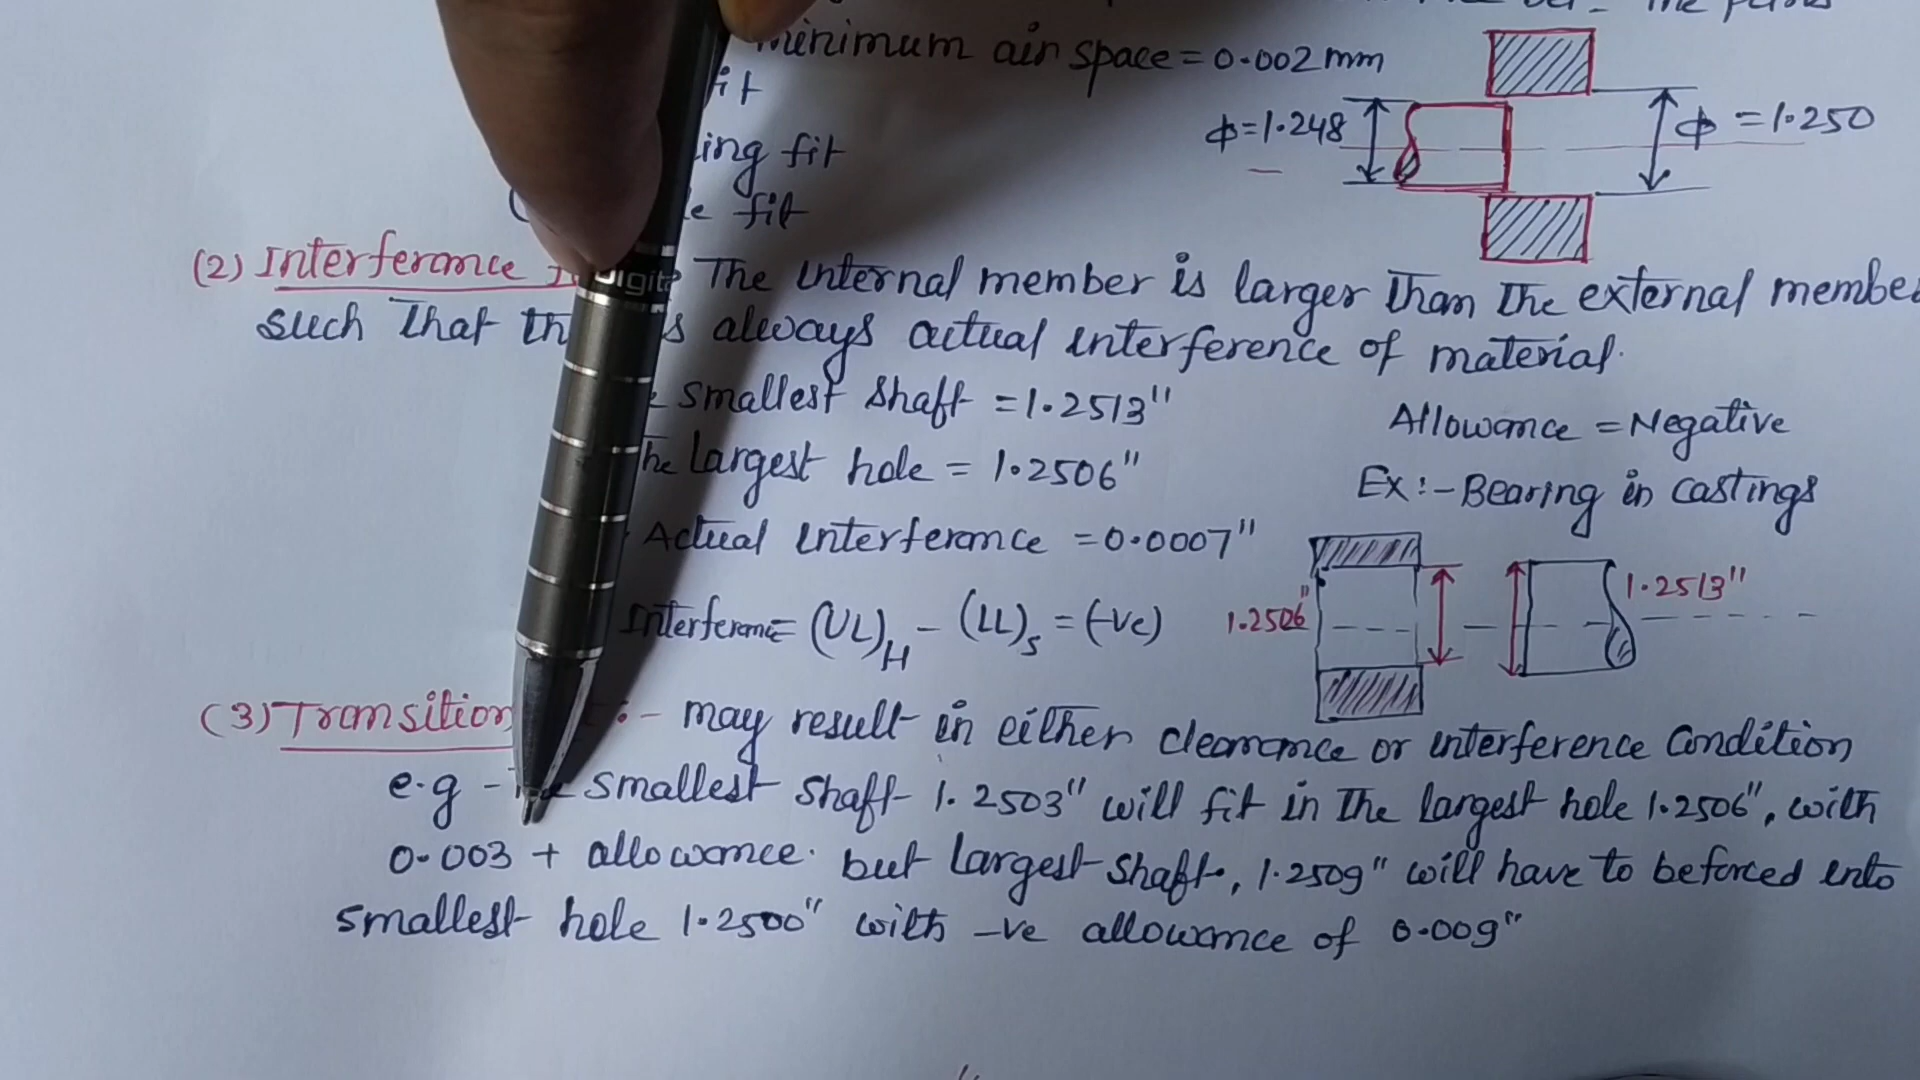 minimum air space = 0.002 mm
fit
φ=1.248
φ = 1.250
ing fit
e fit
(2) Interference
Digit
The internal member is larger than the external member
such that th s always actual interference of material.
smallest shaft = 1.2513"
Allowance = Negative
The largest hole = 1.2506"
Ex:- Bearing in castings
Actual interference = 0.0007"
1.2513"
Interference = (UL)H - (LL)s = (-ve)
1.2506"
(3) Transition :- may result in either clearance or interference condition
e.g - smallest shaft 1.2503" will fit in the largest hole 1.2506", with
0.003 + allowance. but largest shaft, 1.2509" will have to be forced into
smallest hole 1.2500" with -ve allowance of 0.009"